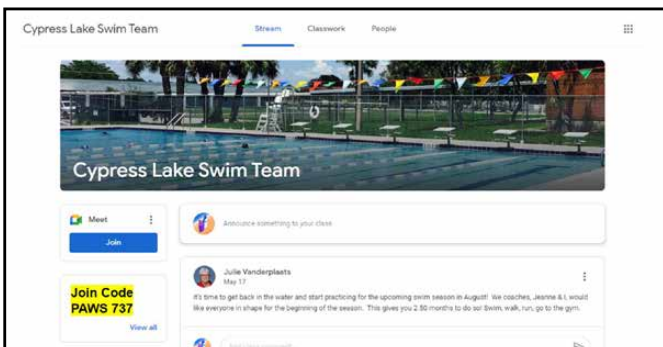 Cypress Lake Swim Team
Stream Classwork People
Cypress Lake Swim Team
Meet
Join
Announce something to your class
Julie Vanderplaats
May 17
It's time to get back in the water and start practicing for the upcoming swim season in August! We coaches, Jeanne & I, would
like everyone in shape for the beginning of the season. This gives you 2.50 months to do so! Swim, walk, run, go to the gym.
Join Code
PAWS 737
View all